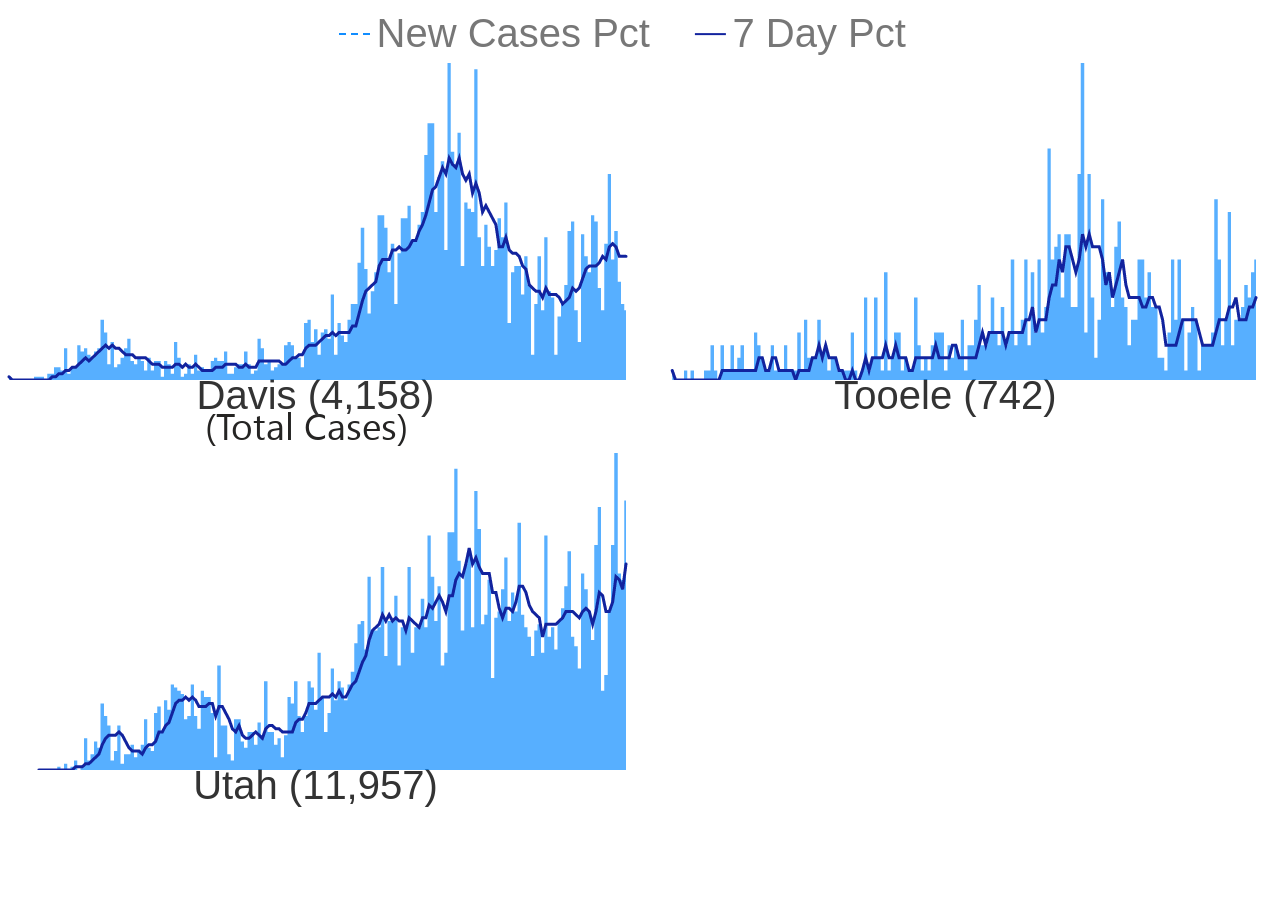 New Cases Pct 7 Day Pct
Davis (4,158)
(Total Cases)
Tooele (742)
Utah (11,957)